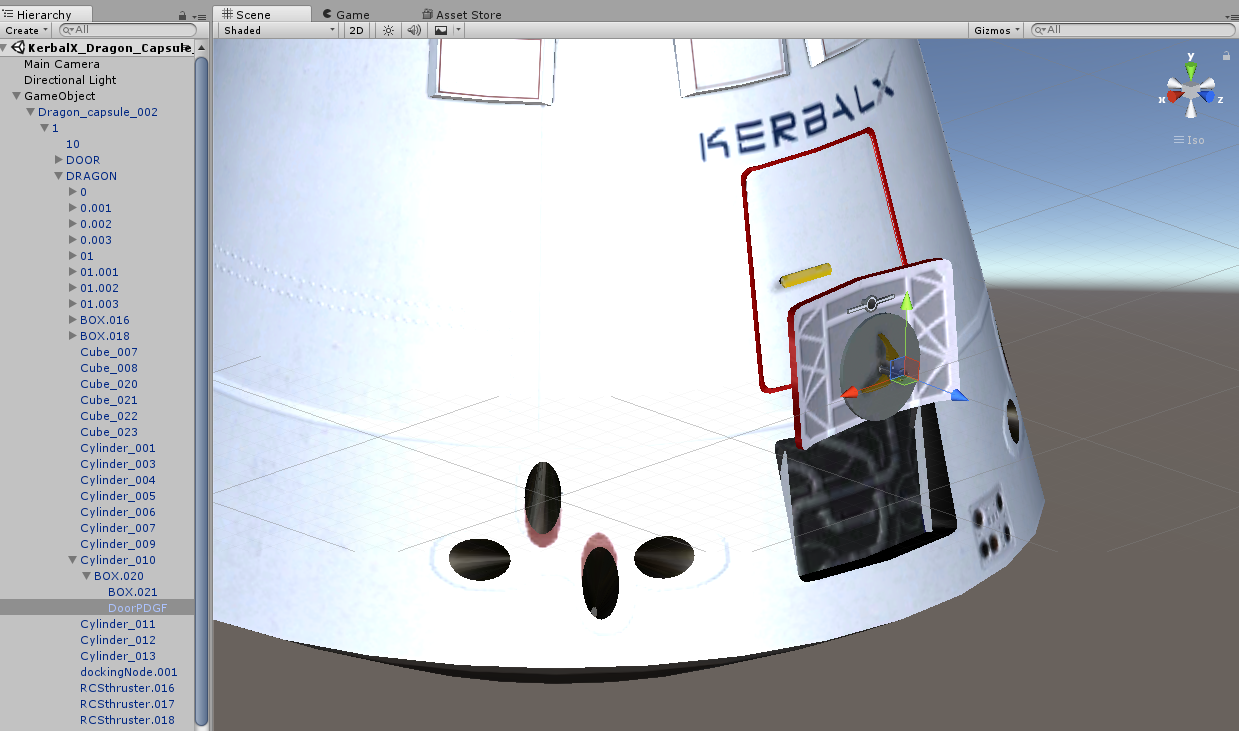 Hierarchy
Scene
Game
Asset Store
Create
All
Shaded
2D
Gizmos
All
KerbalX_Dragon_Capsule_
Main Camera
Directional Light
GameObject
Dragon_capsule_002
1
10
DOOR
DRAGON
0
0.001
0.002
0.003
01
01.001
01.002
01.003
BOX.016
BOX.018
Cube_007
Cube_008
Cube_020
Cube_021
Cube_022
Cube_023
Cylinder_001
Cylinder_003
Cylinder_004
Cylinder_005
Cylinder_006
Cylinder_007
Cylinder_009
Cylinder_010
BOX.020
BOX.021
DoorPDGF
Cylinder_011
Cylinder_012
Cylinder_013
dockingNode.001
RCSthruster.016
RCSthruster.017
RCSthruster.018
KERBALX
y
x
z
Iso